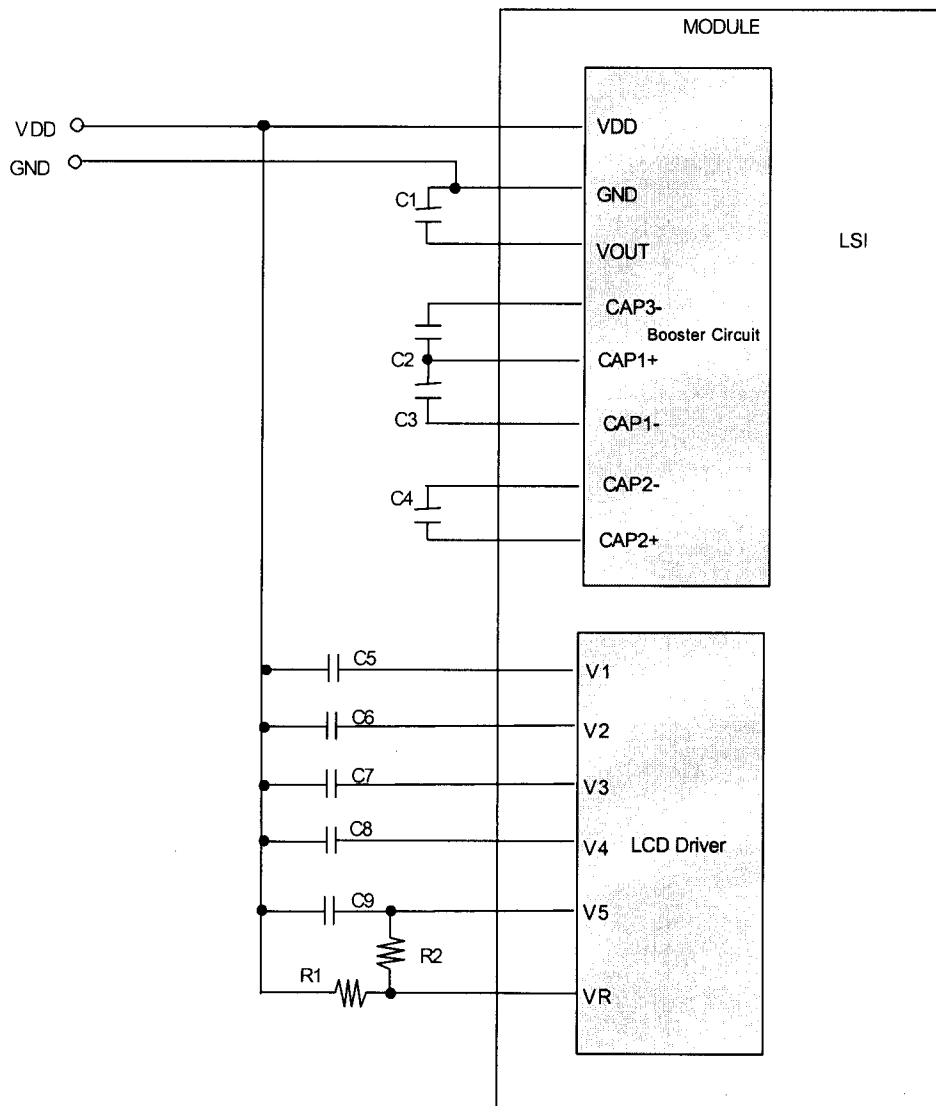 MODULE
VDD
VDD
GND
C1
GND
VOUT
LSI
CAP3-
Booster Circuit
C2
CAP1+
C3
CAP1-
C4
CAP2-
CAP2+
C5
V1
C6
V2
C7
V3
C8
V4
LCD Driver
C9
V5
R2
R1
VR